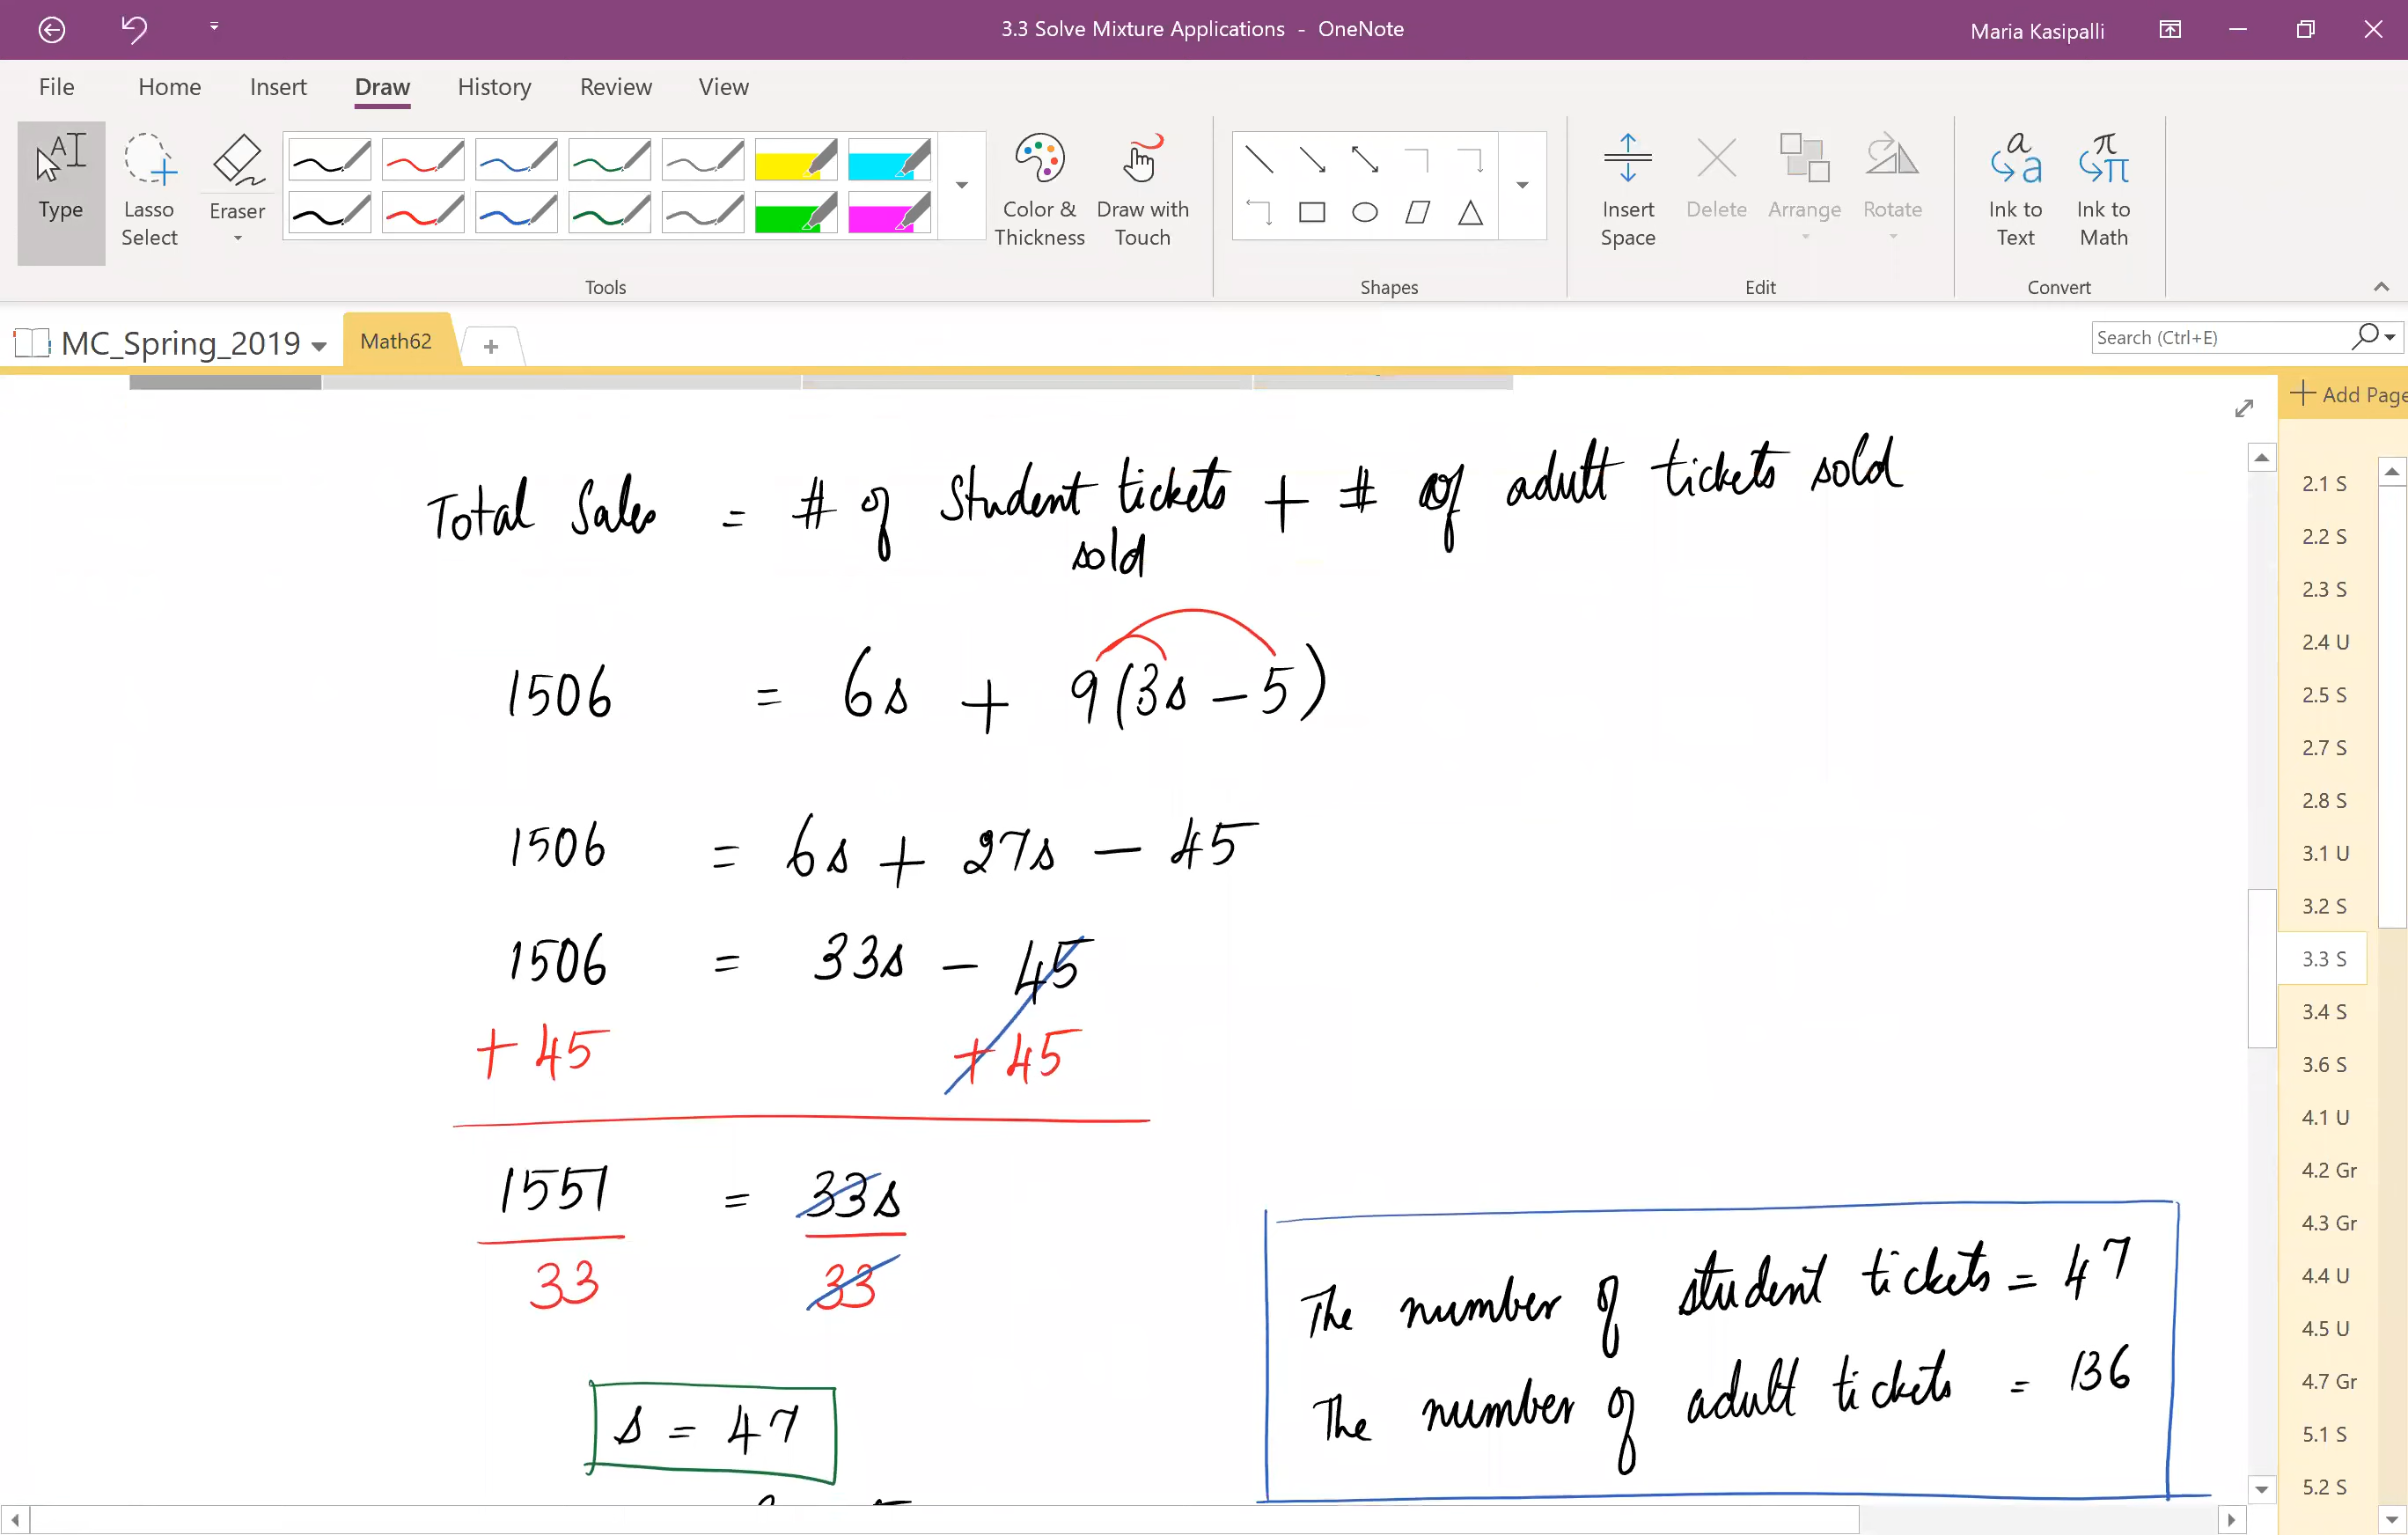 3.3 Solve Mixture Applications - OneNote
Maria Kasipalli
File Home Insert Draw History Review View
Type
Lasso Select
Eraser
Color & Thickness
Draw with Touch
Insert Space
Delete
Arrange
Rotate
Ink to Text
Ink to Math
Tools
Shapes
Edit
Convert
MC_Spring_2019
Math62
Search (Ctrl+E)
Add Page
Total Sales = # of Student tickets + # of adult tickets sold
sold
1506 = 6s + 9(3s - 5)
1506 = 6s + 27s - 45
1506 = 33s - 45
+ 45 + 45
1551 = 33s
33 33
s = 47
The number of student tickets = 47
The number of adult tickets = 136
2.1 S
2.2 S
2.3 S
2.4 U
2.5 S
2.7 S
2.8 S
3.1 U
3.2 S
3.3 S
3.4 S
3.6 S
4.1 U
4.2 Gr
4.3 Gr
4.4 U
4.5 U
4.7 Gr
5.1 S
5.2 S